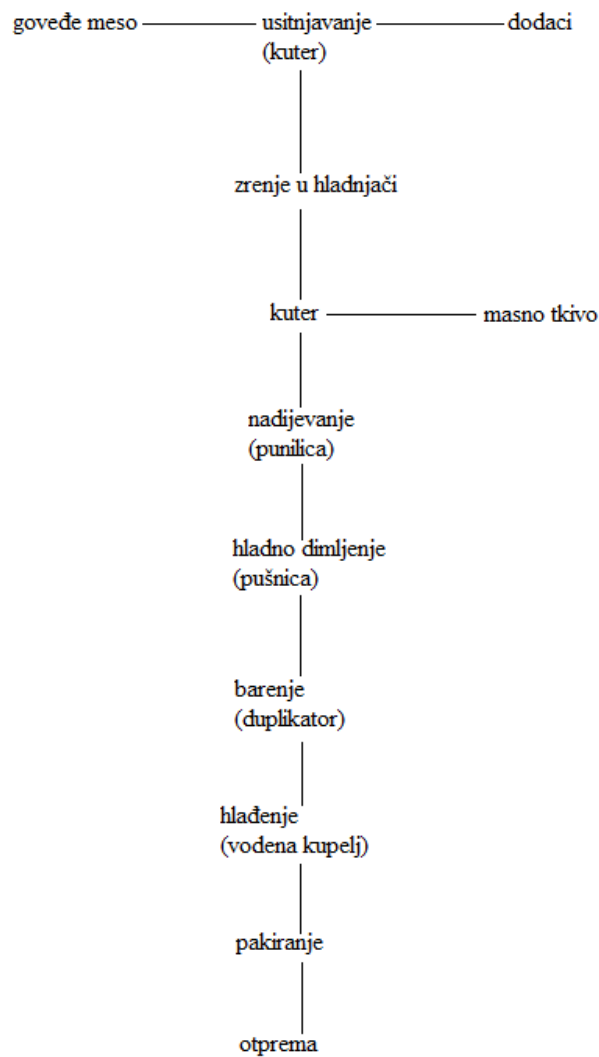 goveđe meso
usitnjavanje
(kuter)
dodaci
zrenje u hladnjači
kuter
masno tkivo
nadijevanje
(punilica)
hladno dimljenje
(pušnica)
barenje
(duplikator)
hlađenje
(vodena kupelj)
pakiranje
otprema